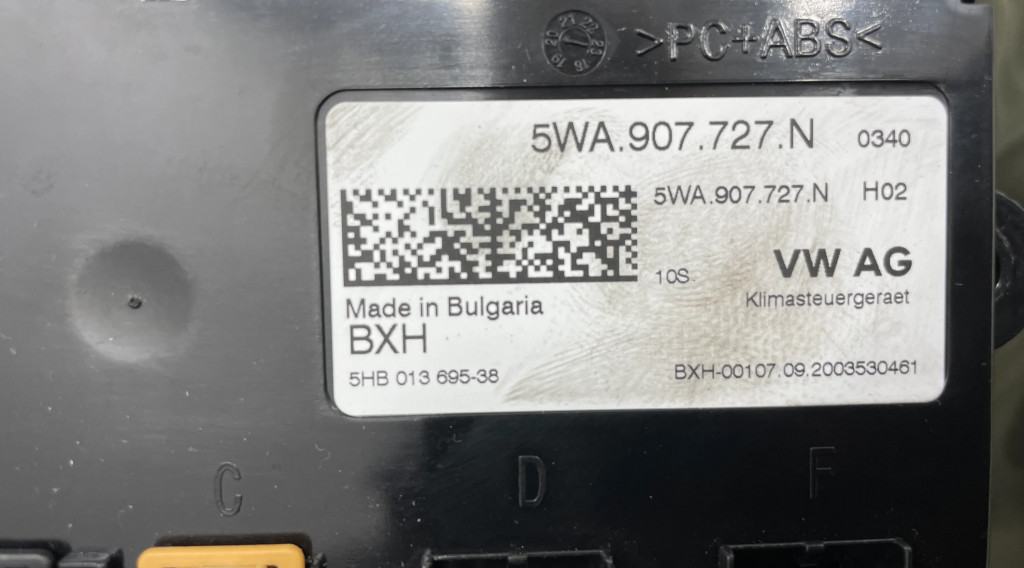 >PC+ABS<
5WA.907.727.N 0340
5WA.907.727.N H02
10S VW AG
Klimasteuergeraet
Made in Bulgaria
BXH
5HB 013 695-38
BXH-00107.09.2003530461
C D F